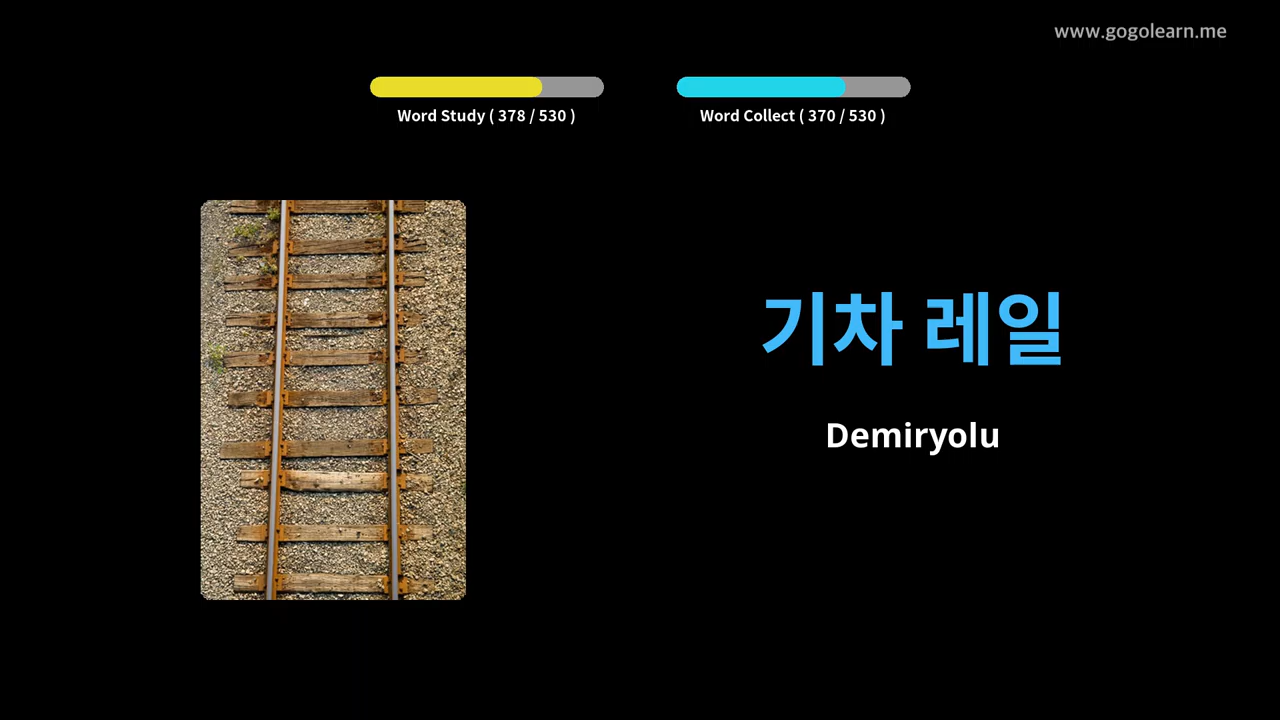 www.gogolearn.me
Word Study ( 378 / 530 )
Word Collect ( 370 / 530 )
기차 레일
Demiryolu